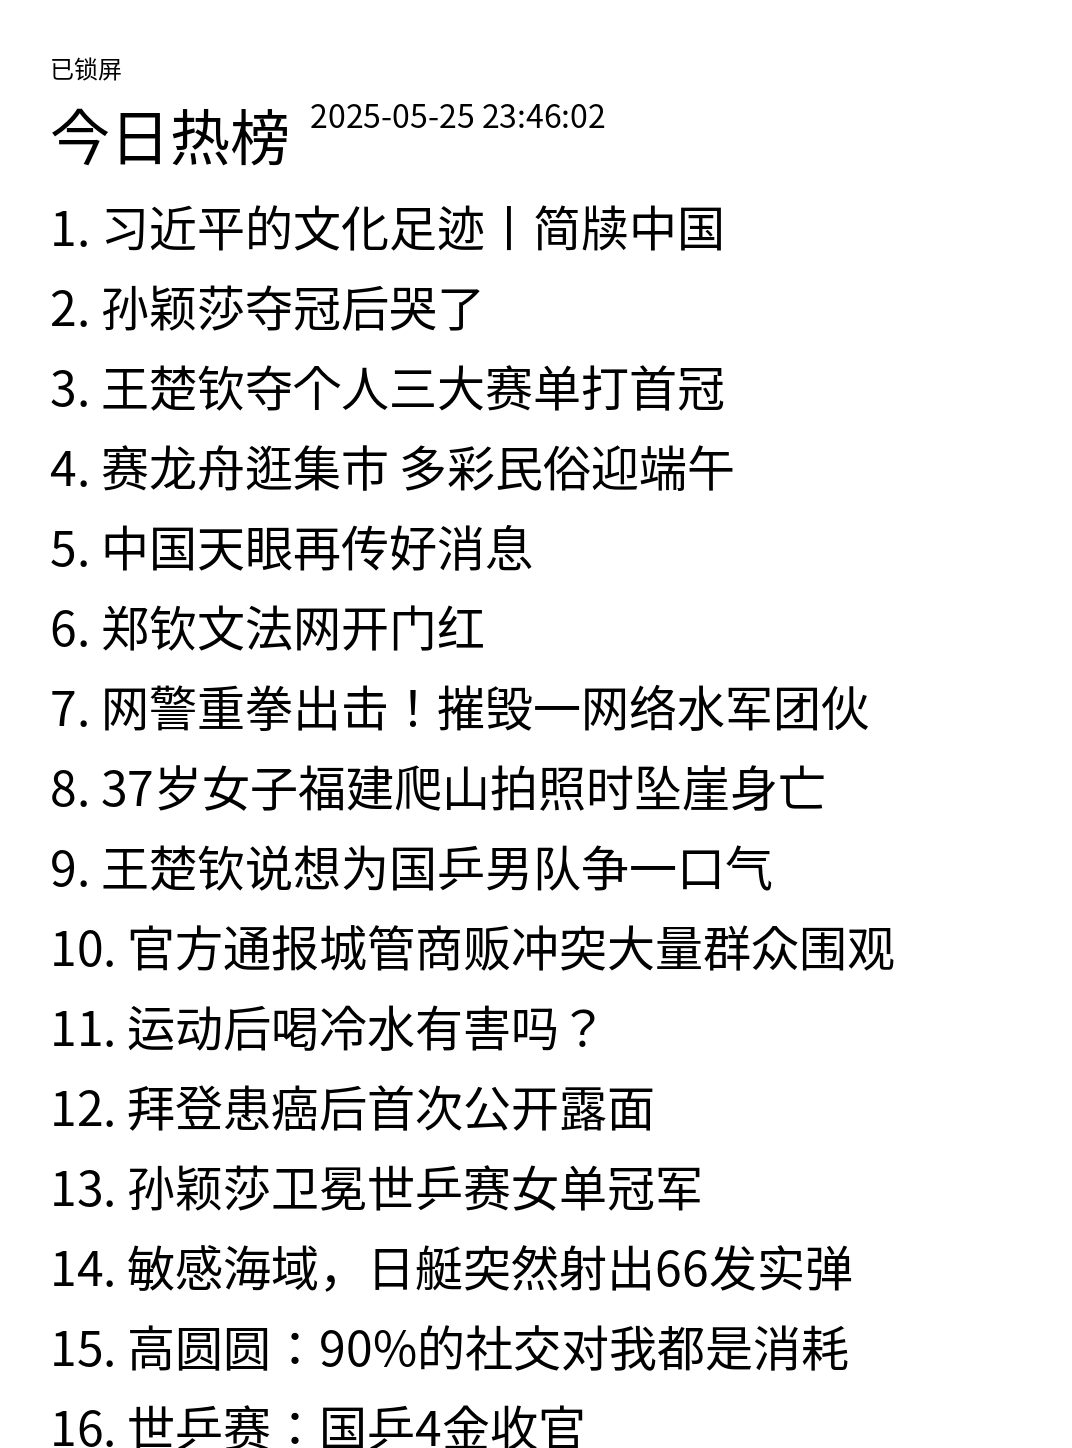 已锁屏
今日热榜 2025-05-25 23:46:02
1. 习近平的文化足迹丨简牍中国
2. 孙颖莎夺冠后哭了
3. 王楚钦夺个人三大赛单打首冠
4. 赛龙舟逛集市 多彩民俗迎端午
5. 中国天眼再传好消息
6. 郑钦文法网开门红
7. 网警重拳出击！摧毁一网络水军团伙
8. 37岁女子福建爬山拍照时坠崖身亡
9. 王楚钦说想为国乒男队争一口气
10. 官方通报城管商贩冲突大量群众围观
11. 运动后喝冷水有害吗？
12. 拜登患癌后首次公开露面
13. 孙颖莎卫冕世乒赛女单冠军
14. 敏感海域，日艇突然射出66发实弹
15. 高圆圆：90%的社交对我都是消耗
16. 世乒赛：国乒4金收官